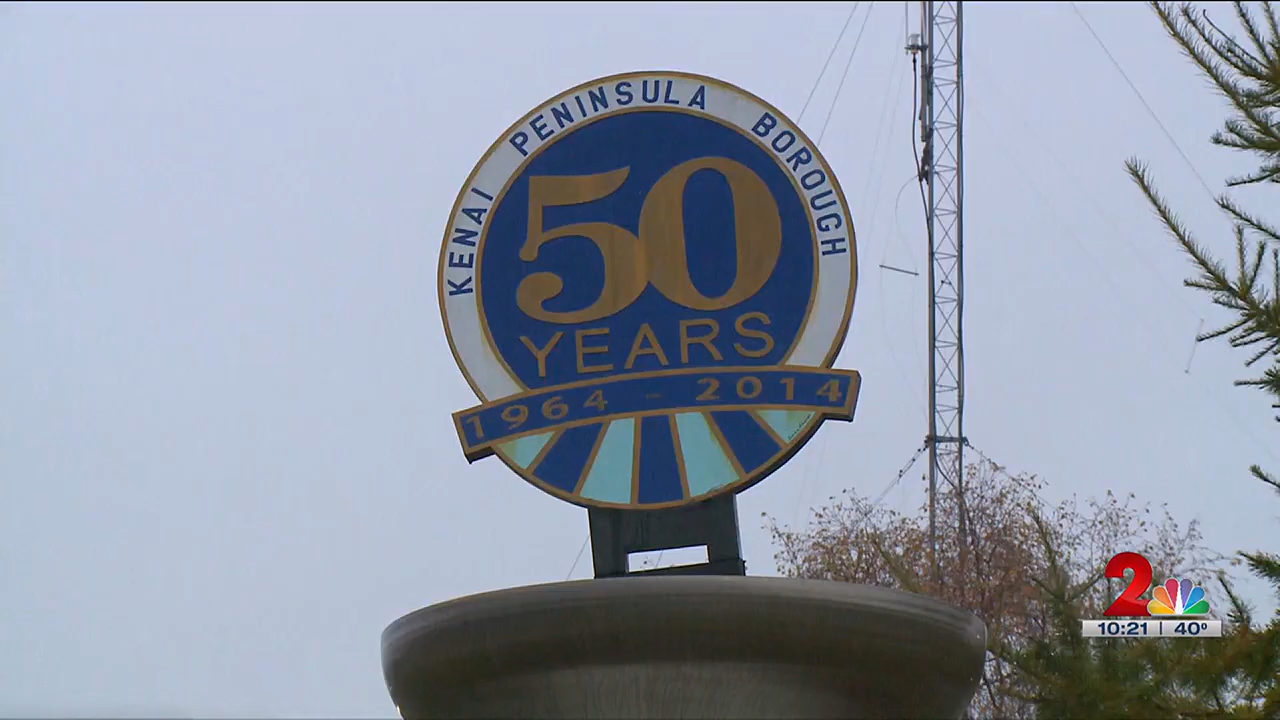 KENAI PENINSULA BOROUGH
50
YEARS
1964 - 2014
2
10:21 | 40°